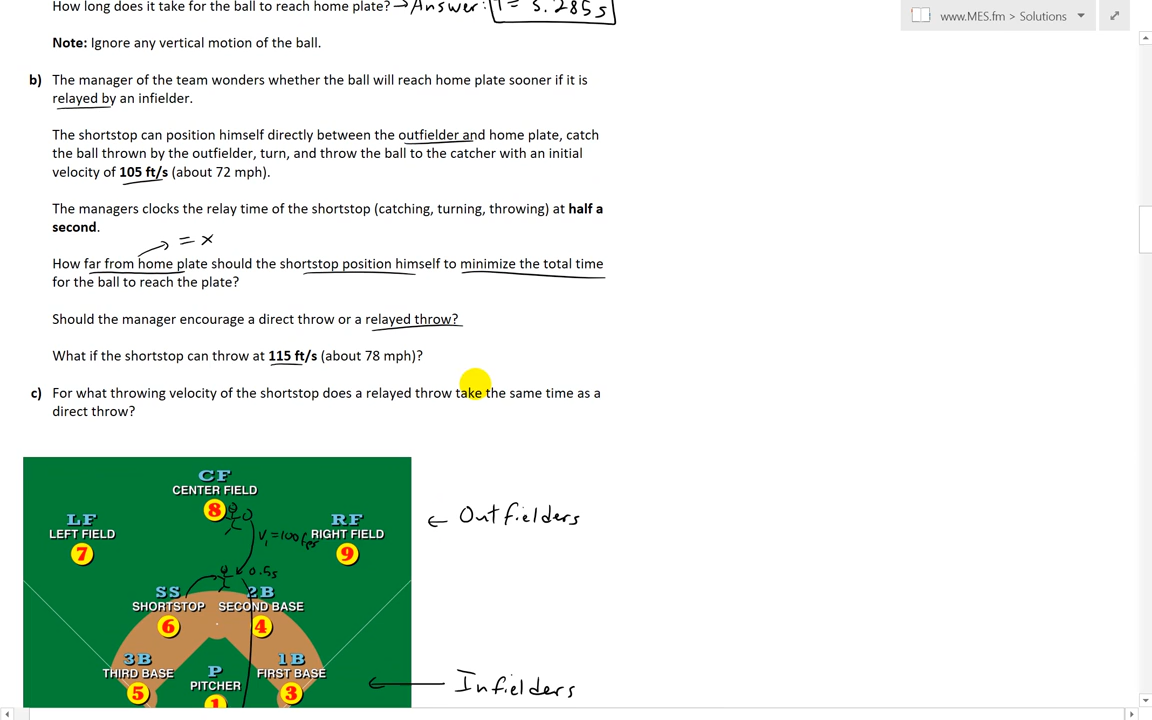 How long does it take for the ball to reach home plate? → Answer: T = 3.285 s
www.MES.fm > Solutions
Note: Ignore any vertical motion of the ball.
b) The manager of the team wonders whether the ball will reach home plate sooner if it is
relayed by an infielder.
The shortstop can position himself directly between the outfielder and home plate, catch
the ball thrown by the outfielder, turn, and throw the ball to the catcher with an initial
velocity of 105 ft/s (about 72 mph).
The managers clocks the relay time of the shortstop (catching, turning, throwing) at half a
second.
= x
How far from home plate should the shortstop position himself to minimize the total time
for the ball to reach the plate?
Should the manager encourage a direct throw or a relayed throw?
What if the shortstop can throw at 115 ft/s (about 78 mph)?
c) For what throwing velocity of the shortstop does a relayed throw take the same time as a
direct throw?
CF
CENTER FIELD
8
LF
LEFT FIELD
7
V₁=100fps
RF
RIGHT FIELD
9
← Outfielders
0.5s
SS
SHORTSTOP
6
2B
SECOND BASE
4
3B
THIRD BASE
5
P
PITCHER
1
1B
FIRST BASE
3
← Infielders